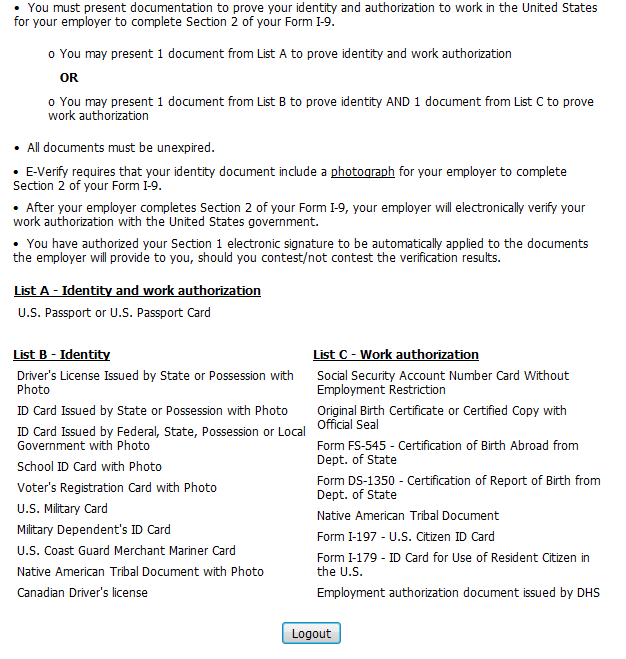 • You must present documentation to prove your identity and authorization to work in the United States
for your employer to complete Section 2 of your Form I-9.
o You may present 1 document from List A to prove identity and work authorization
OR
o You may present 1 document from List B to prove identity AND 1 document from List C to prove
work authorization
• All documents must be unexpired.
• E-Verify requires that your identity document include a photograph for your employer to complete
Section 2 of your Form I-9.
• After your employer completes Section 2 of your Form I-9, your employer will electronically verify your
work authorization with the United States government.
• You have authorized your Section 1 electronic signature to be automatically applied to the documents
the employer will provide to you, should you contest/not contest the verification results.
List A - Identity and work authorization
U.S. Passport or U.S. Passport Card
List B - Identity
Driver's License Issued by State or Possession with
Photo
ID Card Issued by State or Possession with Photo
ID Card Issued by Federal, State, Possession or Local
Government with Photo
School ID Card with Photo
Voter's Registration Card with Photo
U.S. Military Card
Military Dependent's ID Card
U.S. Coast Guard Merchant Mariner Card
Native American Tribal Document with Photo
Canadian Driver's license
List C - Work authorization
Social Security Account Number Card Without
Employment Restriction
Original Birth Certificate or Certified Copy with
Official Seal
Form FS-545 - Certification of Birth Abroad from
Dept. of State
Form DS-1350 - Certification of Report of Birth from
Dept. of State
Native American Tribal Document
Form I-197 - U.S. Citizen ID Card
Form I-179 - ID Card for Use of Resident Citizen in
the U.S.
Employment authorization document issued by DHS
Logout